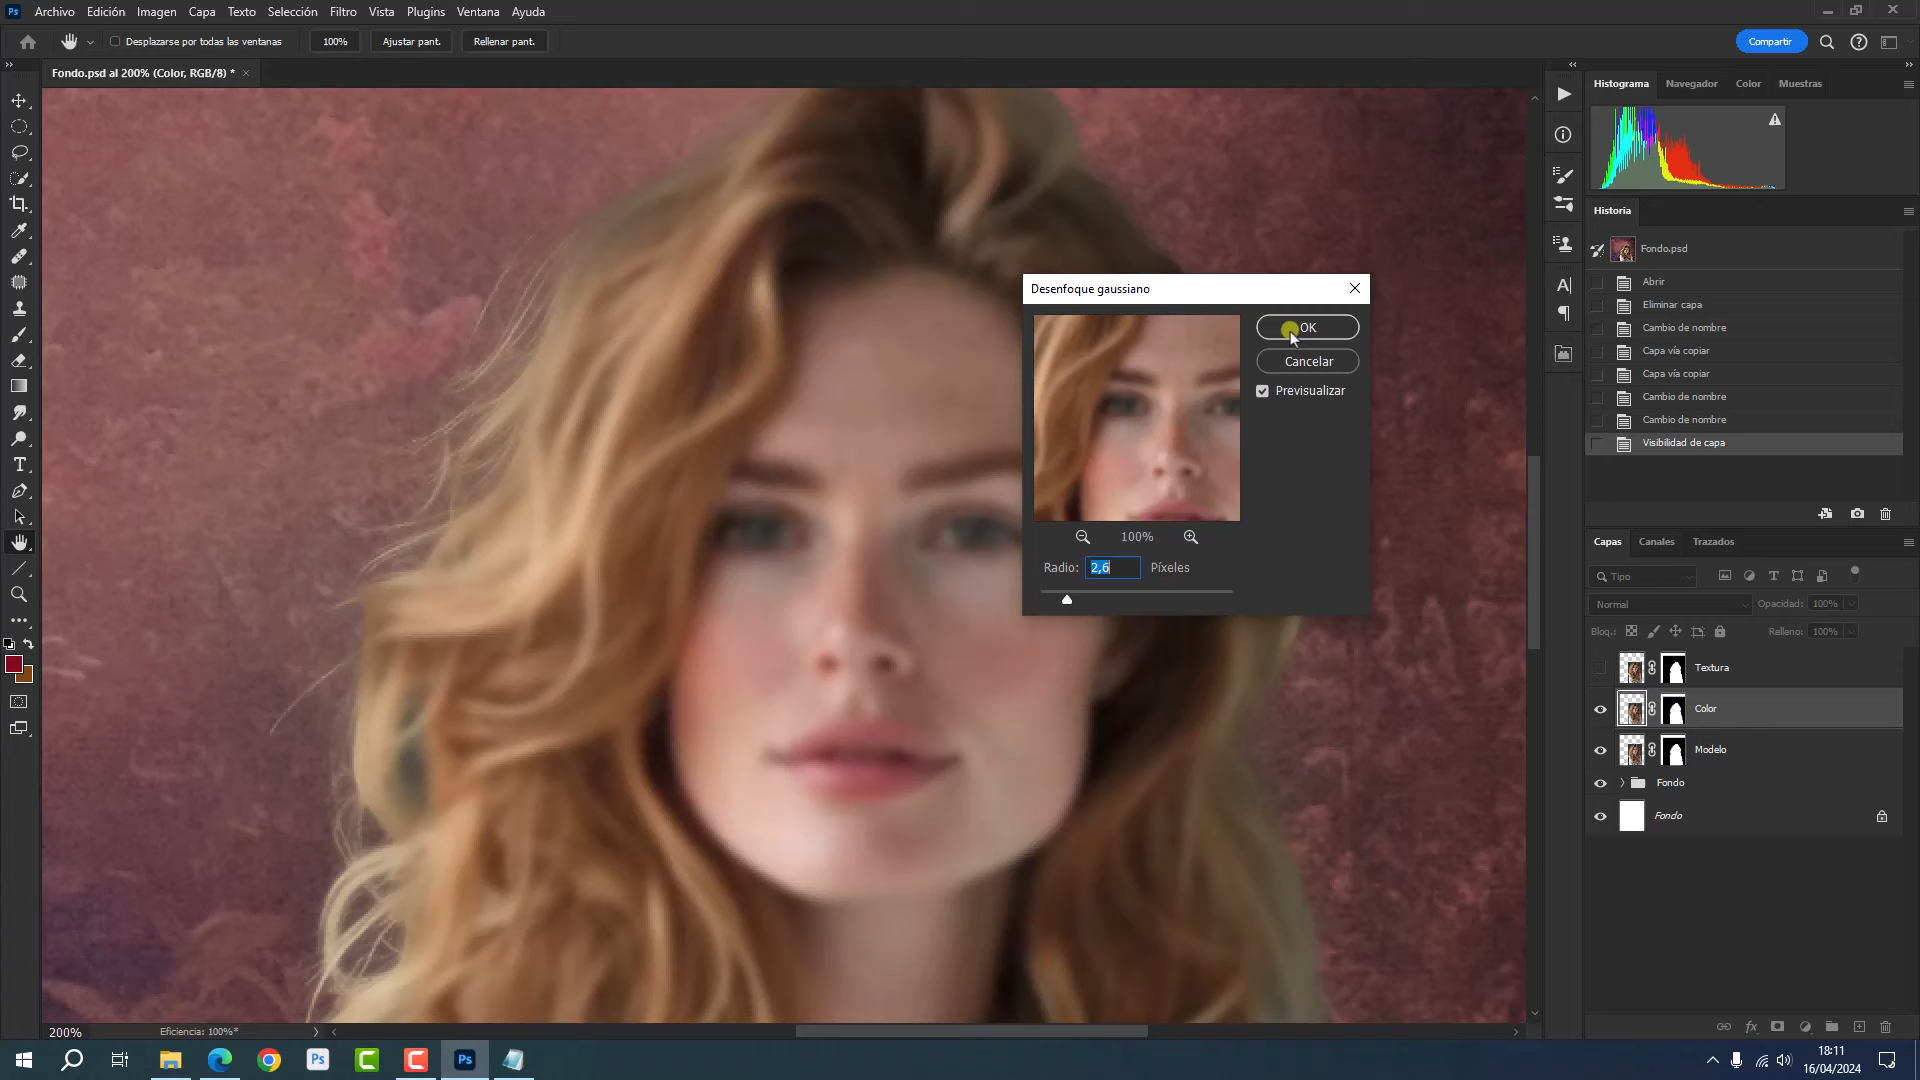 Ps Archivo Edición Imagen Capa Texto Selección Filtro Vista Plugins Ventana Ayuda
Desplazarse por todas las ventanas 100% Ajustar pant. Rellenar pant. Compartir
Fondo.psd al 200% (Color, RGB/8) * ×
Histograma Navegador Color Muestras
Historia
Fondo.psd
Abrir
Eliminar capa
Cambio de nombre
Capa vía copiar
Capa vía copiar
Cambio de nombre
Cambio de nombre
Visibilidad de capa
Desenfoque gaussiano
OK
Cancelar
Previsualizar
100%
Radio: 2,6 Píxeles
Capas Canales Trazados
Tipo
Normal Opacidad: 100%
Bloq.: Relleno: 100%
Textura
Color
Modelo
Fondo
Fondo
200% Eficiencia: 100%*
Ps C C Ps
18:11
16/04/2024